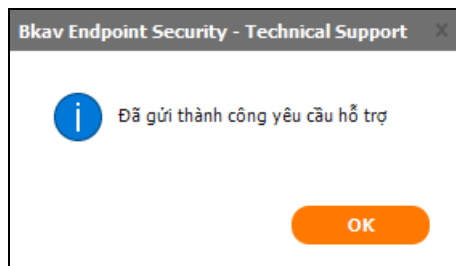 Bkav Endpoint Security - Technical Support X
Đã gửi thành công yêu cầu hỗ trợ
OK